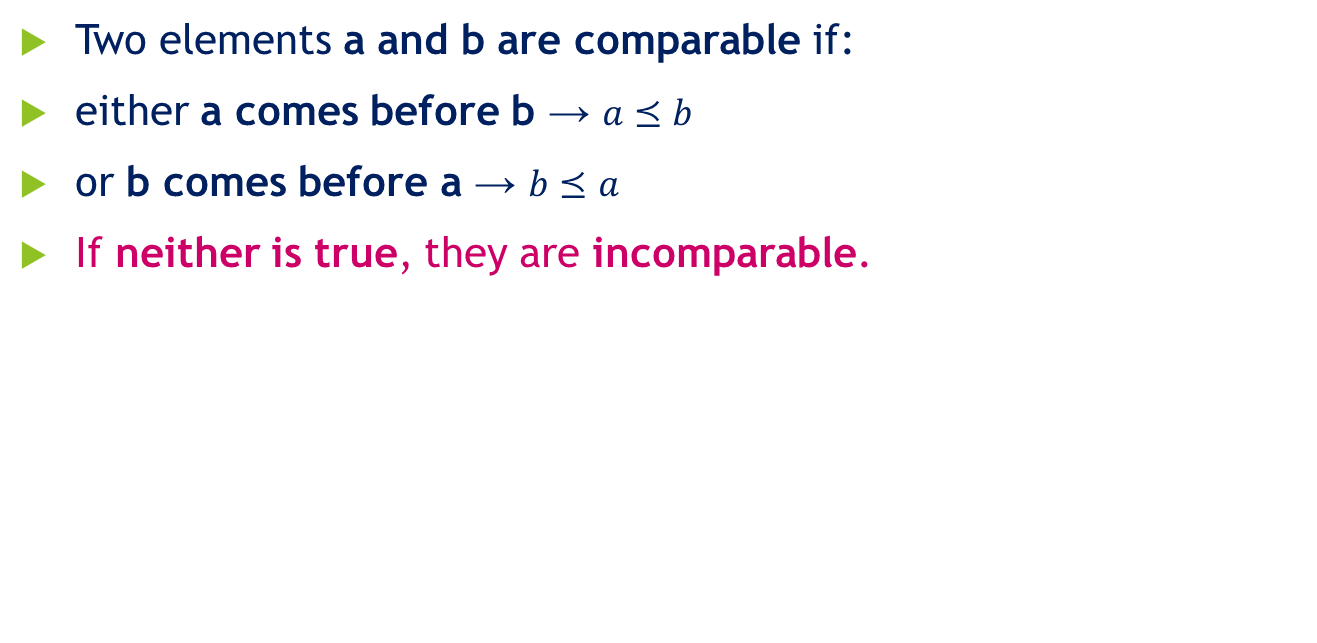 Two elements a and b are comparable if:
either a comes before b ⟶ a ⪯ b
or b comes before a ⟶ b ⪯ a
If neither is true, they are incomparable.